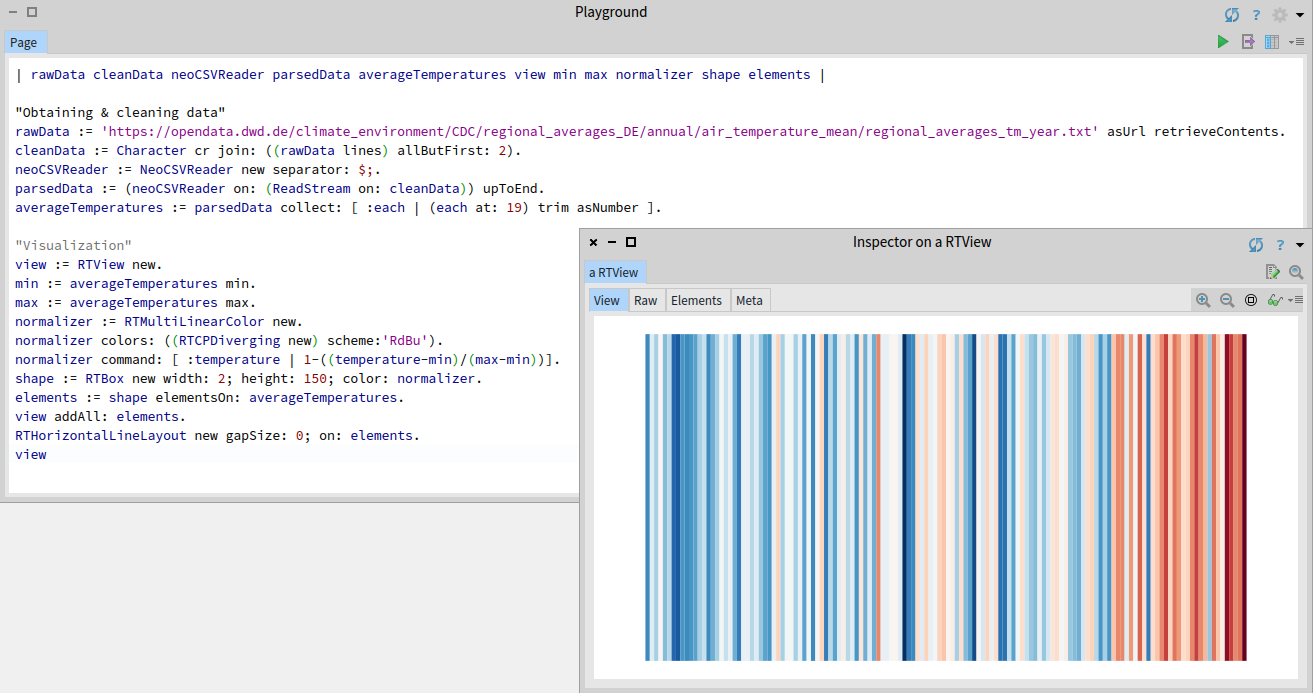 Playground
?
Page
| rawData cleanData neoCSVReader parsedData averageTemperatures view min max normalizer shape elements |
"Obtaining & cleaning data"
rawData := 'https://opendata.dwd.de/climate_environment/CDC/regional_averages_DE/annual/air_temperature_mean/regional_averages_tm_year.txt' asUrl retrieveContents.
cleanData := Character cr join: ((rawData lines) allButFirst: 2).
neoCSVReader := NeoCSVReader new separator: $;.
parsedData := (neoCSVReader on: (ReadStream on: cleanData)) upToEnd.
averageTemperatures := parsedData collect: [ :each | (each at: 19) trim asNumber ].
"Visualization"
view := RTView new.
min := averageTemperatures min.
max := averageTemperatures max.
normalizer := RTMultiLinearColor new.
normalizer colors: ((RTCPDiverging new) scheme:'RdBu').
normalizer command: [ :temperature | 1-((temperature-min)/(max-min))].
shape := RTBox new width: 2; height: 150; color: normalizer.
elements := shape elementsOn: averageTemperatures.
view addAll: elements.
RTHorizontalLineLayout new gapSize: 0; on: elements.
view
Inspector on a RTView
?
a RTView
View Raw Elements Meta